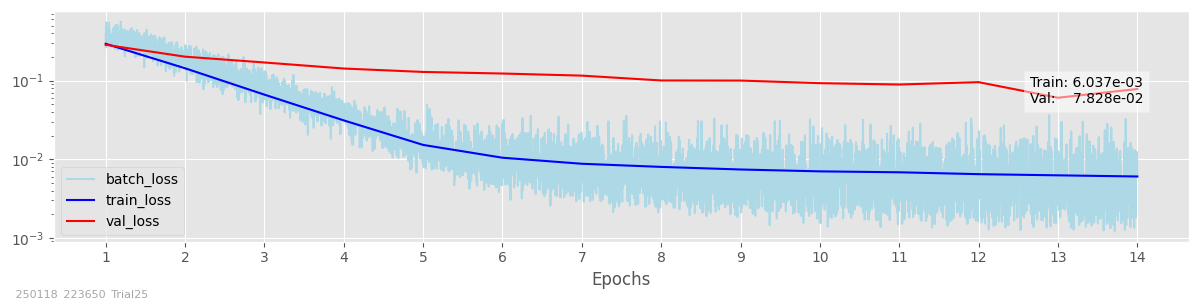 10⁻¹
10⁻²
10⁻³
Train: 6.037e-03
Val: 7.828e-02
batch_loss
train_loss
val_loss
1 2 3 4 5 6 7 8 9 10 11 12 13 14
Epochs
250118_223650_Trial25